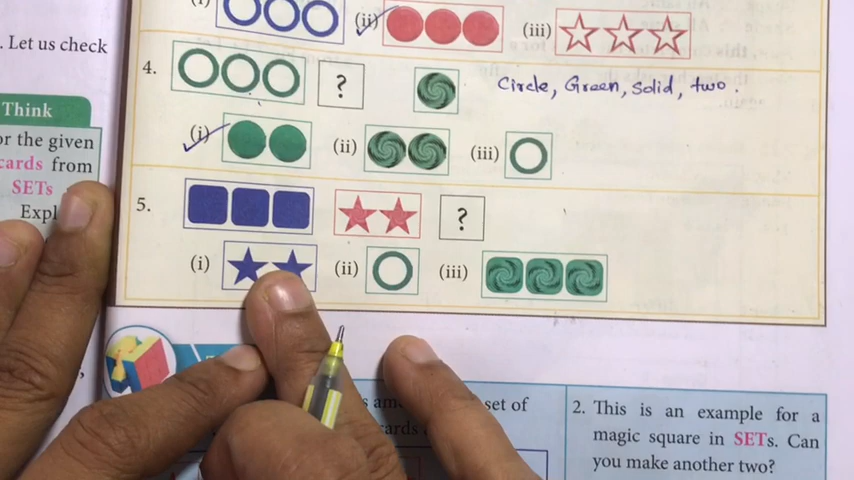 (ii) (iii)
. Let us check
4. ? Circle, Green, Solid, two.
Think
or the given
cards from
SETs
Expl
(i) (ii) (iii)
5. ?
(i) (ii) (iii)
set of
cards
2. This is an example for a
magic square in SETs. Can
you make another two?